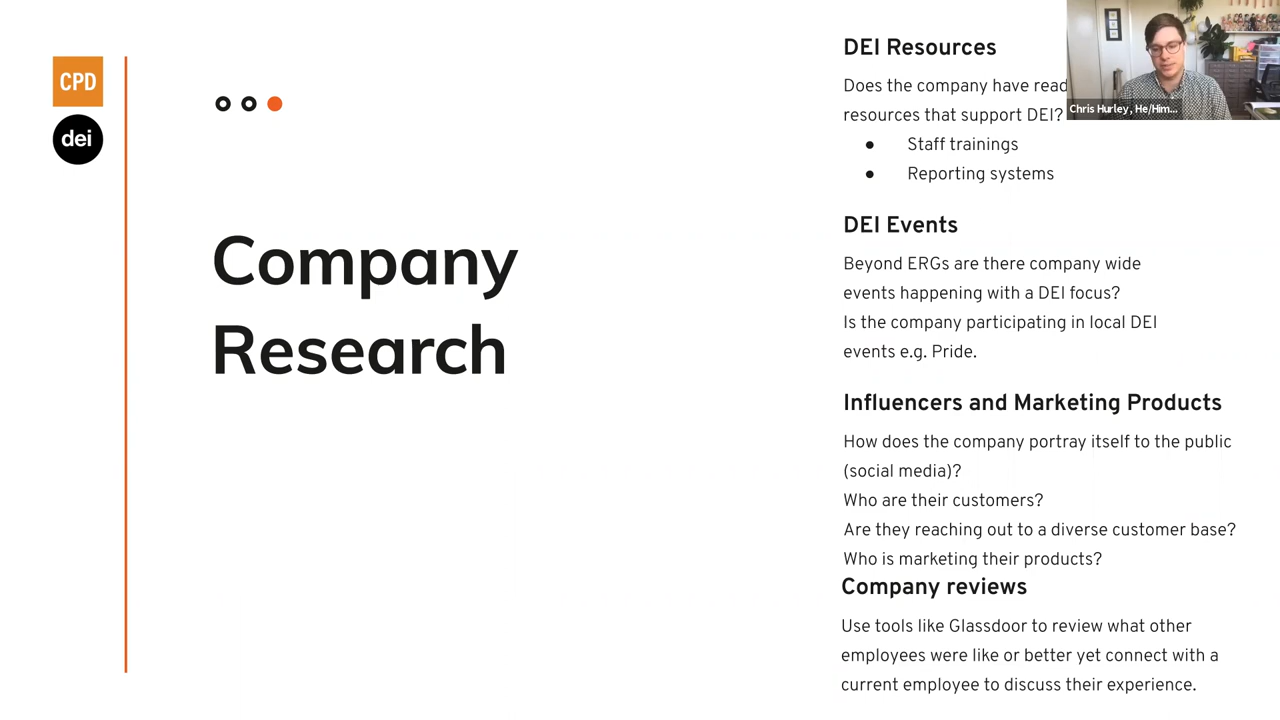 CPD
dei
Company
Research
DEI Resources
Does the company have read
resources that support DEI?
● Staff trainings
● Reporting systems
DEI Events
Beyond ERGs are there company wide
events happening with a DEI focus?
Is the company participating in local DEI
events e.g. Pride.
Influencers and Marketing Products
How does the company portray itself to the public
(social media)?
Who are their customers?
Are they reaching out to a diverse customer base?
Who is marketing their products?
Company reviews
Use tools like Glassdoor to review what other
employees were like or better yet connect with a
current employee to discuss their experience.
Chris Hurley, He/Him...